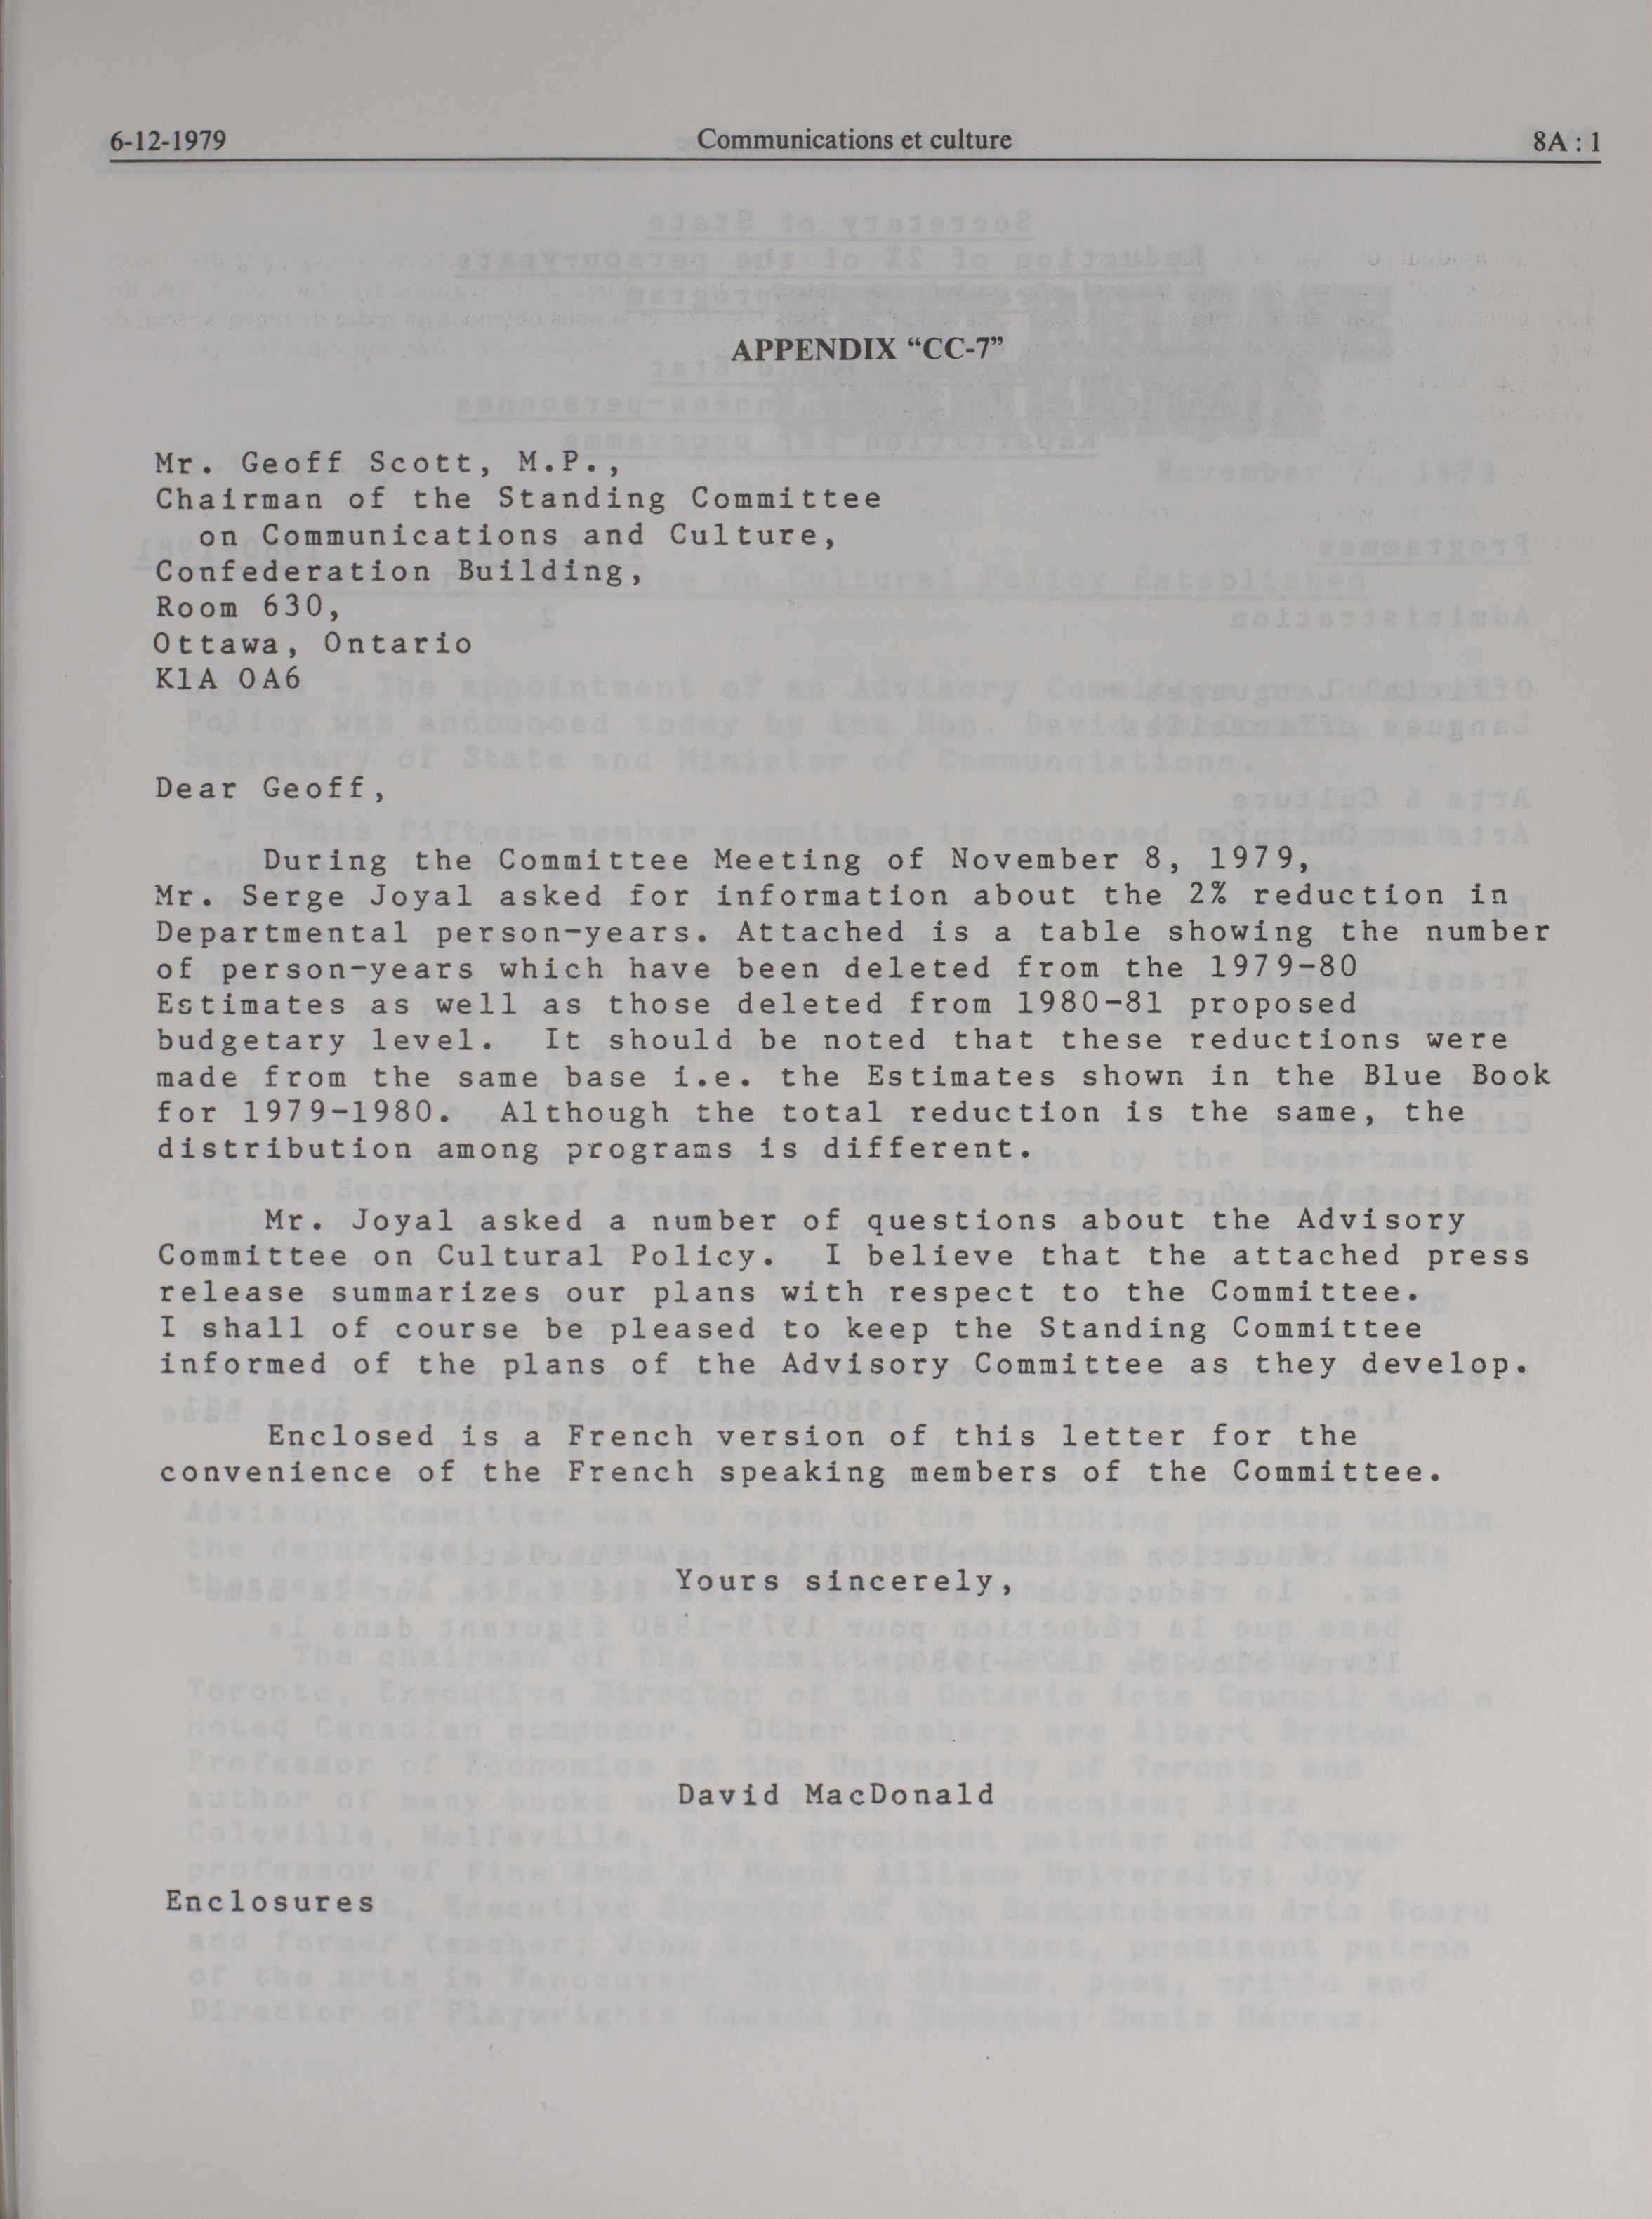 6-12-1979 Communications et culture 8A : 1
APPENDIX “CC-7”
Mr. Geoff Scott, M.P.,
Chairman of the Standing Committee
on Communications and Culture,
Confederation Building,
Room 630,
Ottawa, Ontario
K1A 0A6
Dear Geoff,
During the Committee Meeting of November 8, 1979,
Mr. Serge Joyal asked for information about the 2% reduction in
Departmental person-years. Attached is a table showing the number
of person-years which have been deleted from the 1979-80
Estimates as well as those deleted from 1980-81 proposed
budgetary level. It should be noted that these reductions were
made from the same base i.e. the Estimates shown in the Blue Book
for 1979-1980. Although the total reduction is the same, the
distribution among programs is different.
Mr. Joyal asked a number of questions about the Advisory
Committee on Cultural Policy. I believe that the attached press
release summarizes our plans with respect to the Committee.
I shall of course be pleased to keep the Standing Committee
informed of the plans of the Advisory Committee as they develop.
Enclosed is a French version of this letter for the
convenience of the French speaking members of the Committee.
Yours sincerely,
David MacDonald
Enclosures